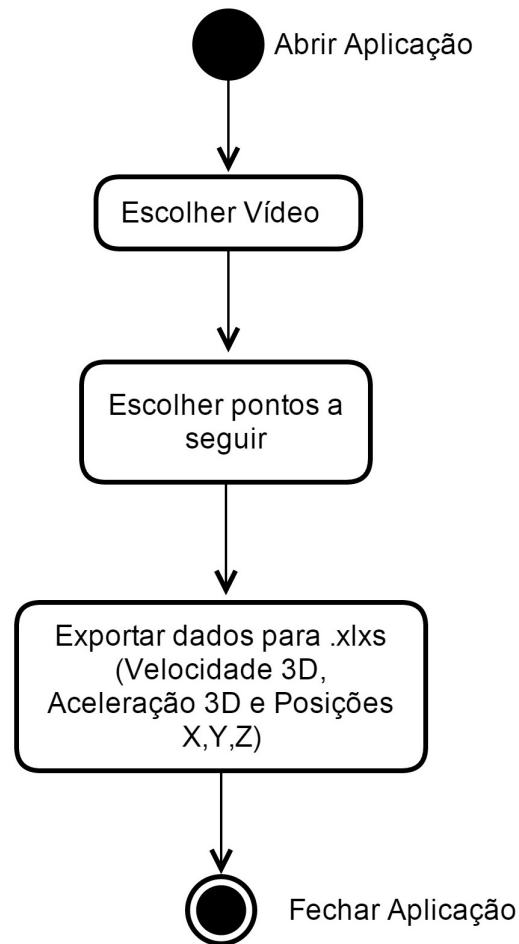 Abrir Aplicação
Escolher Vídeo
Escolher pontos a
seguir
Exportar dados para .xlxs
(Velocidade 3D,
Aceleração 3D e Posições
X,Y,Z)
Fechar Aplicação